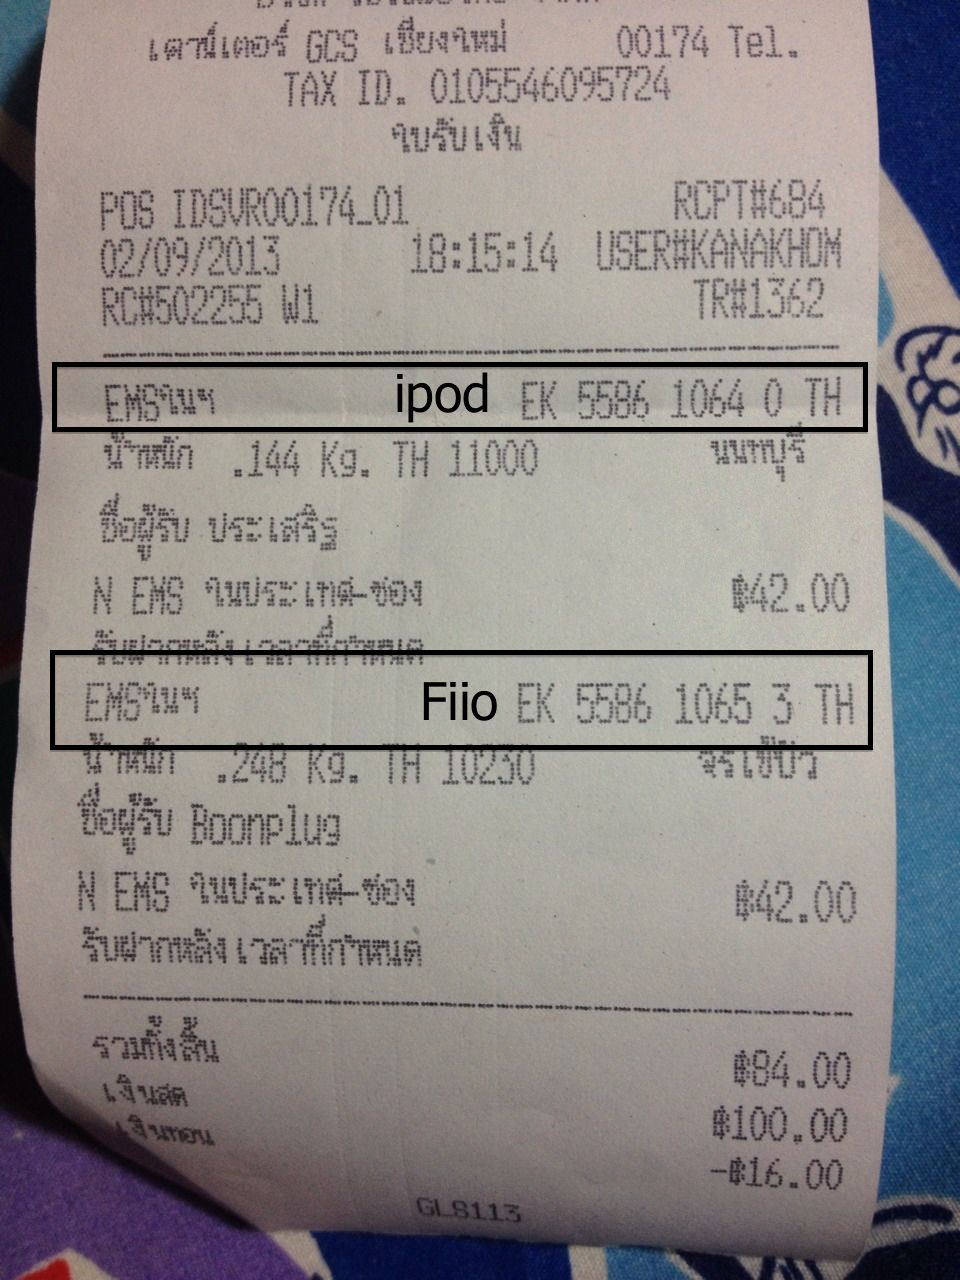 เคาน์เตอร์ GCS เชียงใหม่ 00174 Tel.
TAX ID. 0105546095724
ใบรับเงิน
POS IDSVR00174_01 RCPT#684
02/09/2013 18:15:14 USER#KANAKHOM
RC#502255 W1 TR#1362
EMSในฯ ipod EK 5586 1064 0 TH
น้ำหนัก .144 Kg. TH 11000 นนทบุรี
ชื่อผู้รับ ประเสริฐ
N EMS ในประเทศ-ซอง ฿42.00
รับฝากหลังเวลาที่กำหนด
EMSในฯ Fiio EK 5586 1065 3 TH
น้ำหนัก .248 Kg. TH 10230 จรเข้บัว
ชื่อผู้รับ Boonplug
N EMS ในประเทศ-ซอง ฿42.00
รับฝากหลังเวลาที่กำหนด
รวมทั้งสิ้น ฿84.00
เงินสด ฿100.00
เงินทอน -฿16.00
GLS113